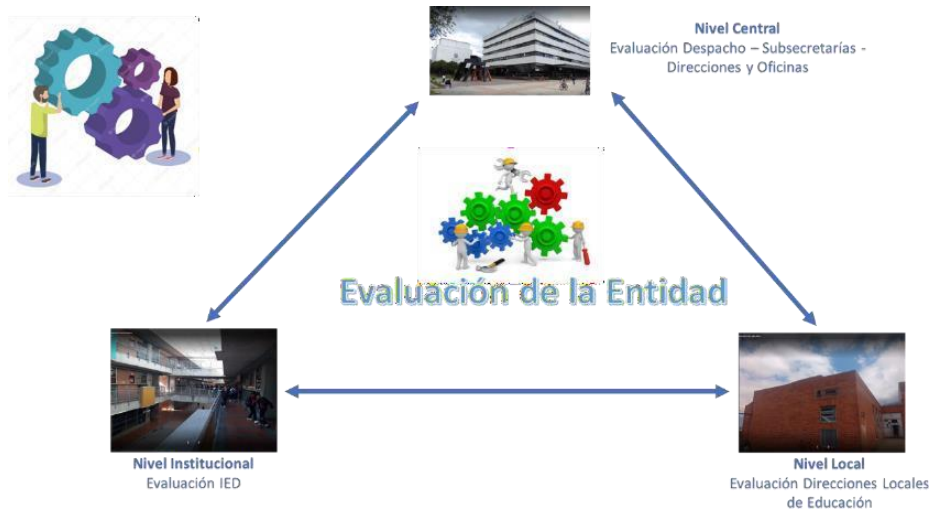 Nivel Central
Evaluación Despacho – Subsecretarías -
Direcciones y Oficinas
Evaluación de la Entidad
Nivel Institucional
Evaluación IED
Nivel Local
Evaluación Direcciones Locales
de Educación